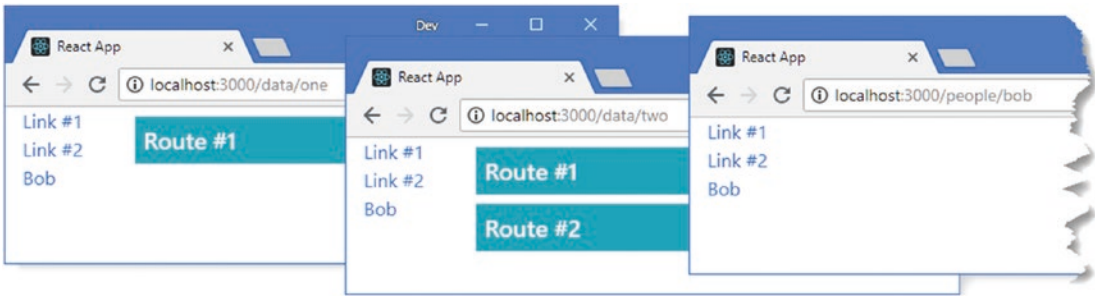 Dev
React App
localhost:3000/data/one
Link #1
Link #2
Bob
Route #1
React App
localhost:3000/data/two
Link #1
Link #2
Bob
Route #1
Route #2
React App
localhost:3000/people/bob
Link #1
Link #2
Bob